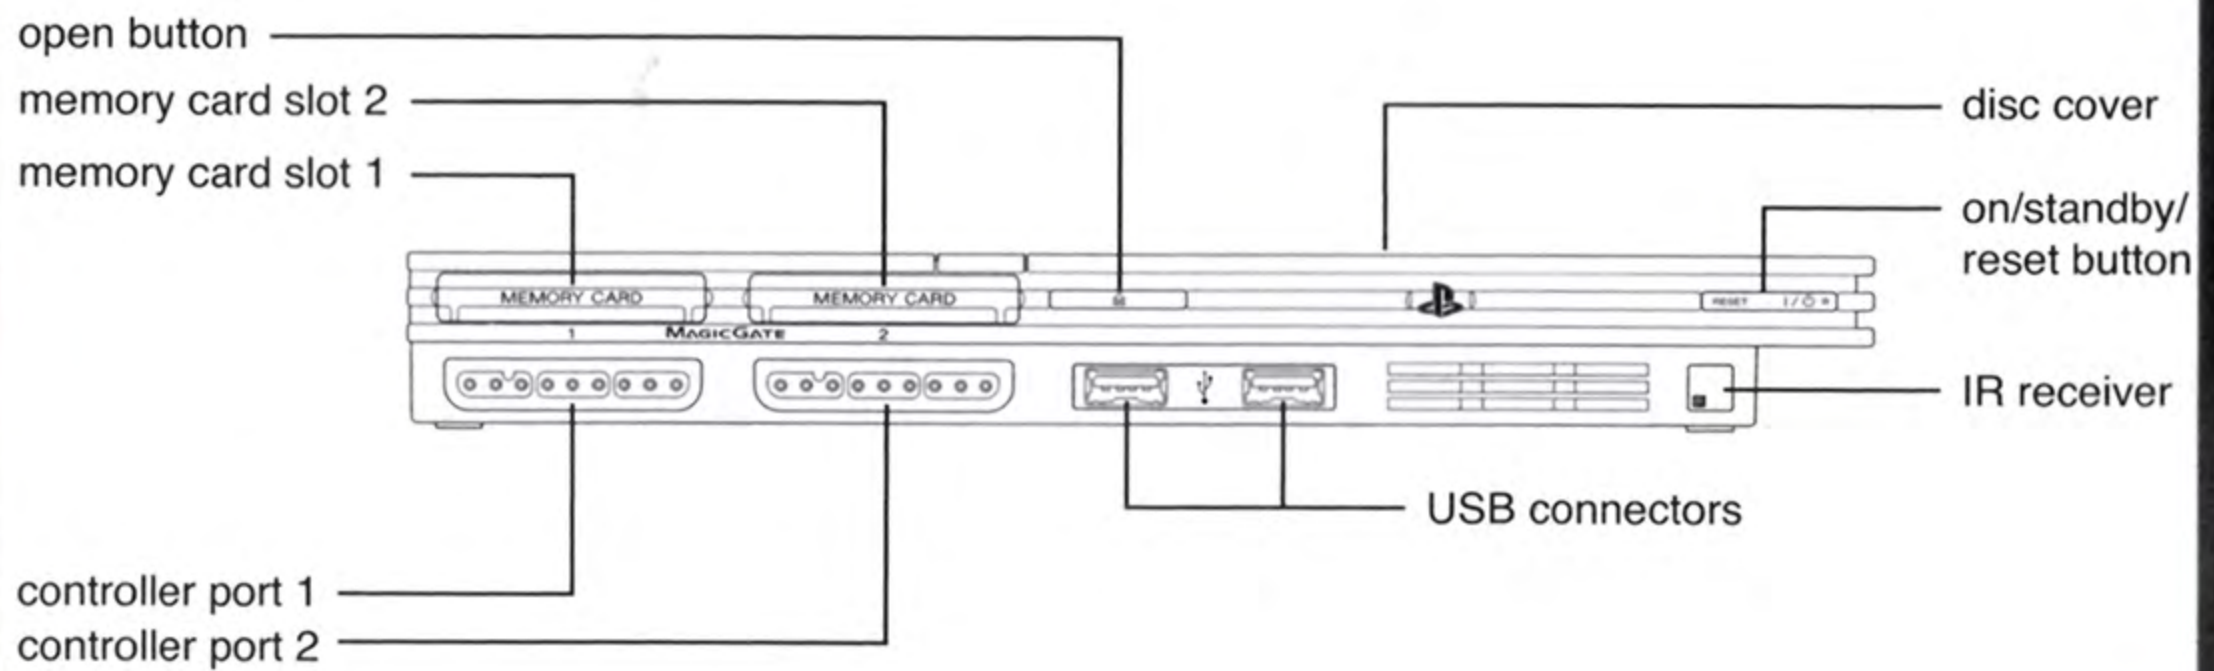 open button
memory card slot 2
memory card slot 1
disc cover
on/standby/
reset button
MEMORY CARD
MEMORY CARD
RESET I/⏻
1
MAGICGATE
2
IR receiver
USB connectors
controller port 1
controller port 2